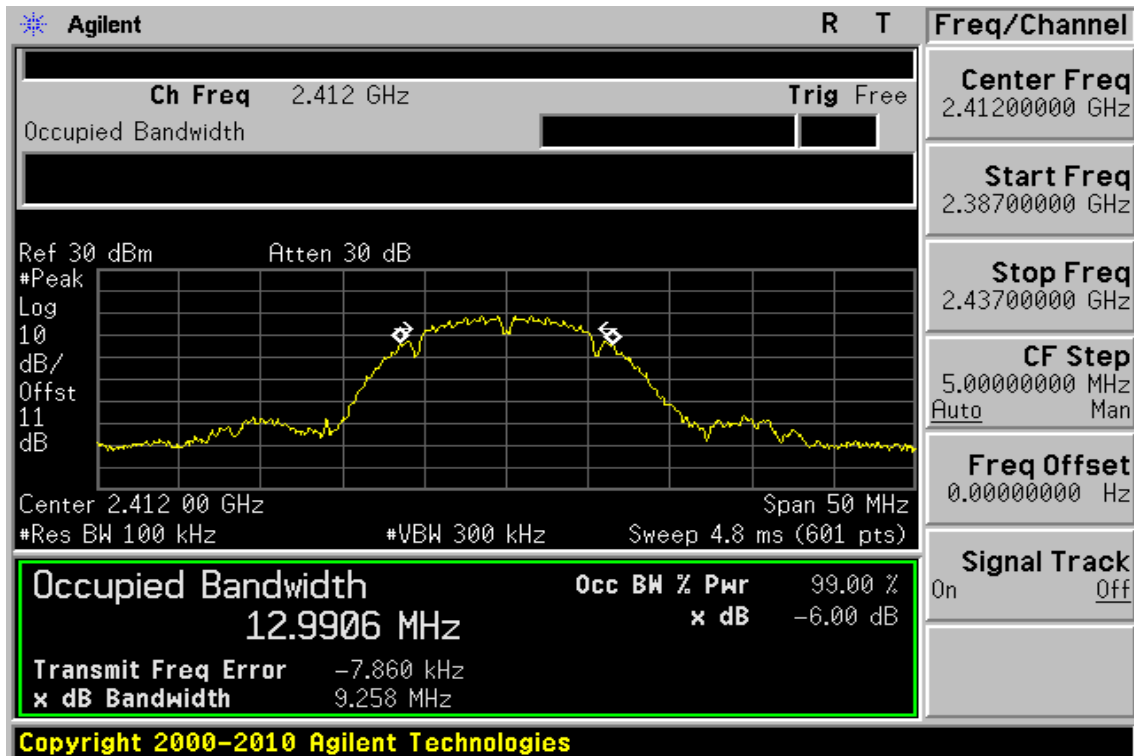 Agilent R T
Ch Freq 2.412 GHz Trig Free
Occupied Bandwidth
Ref 30 dBm Atten 30 dB
#Peak
Log
10
dB/
Offst
11
dB
Center 2.412 00 GHz Span 50 MHz
#Res BW 100 kHz #VBW 300 kHz Sweep 4.8 ms (601 pts)
Occupied Bandwidth
12.9906 MHz
Occ BW % Pwr 99.00 %
x dB -6.00 dB
Transmit Freq Error -7.860 kHz
x dB Bandwidth 9.258 MHz
Copyright 2000-2010 Agilent Technologies
Freq/Channel
Center Freq
2.41200000 GHz
Start Freq
2.38700000 GHz
Stop Freq
2.43700000 GHz
CF Step
5.00000000 MHz
Auto Man
Freq Offset
0.00000000 Hz
Signal Track
On Off